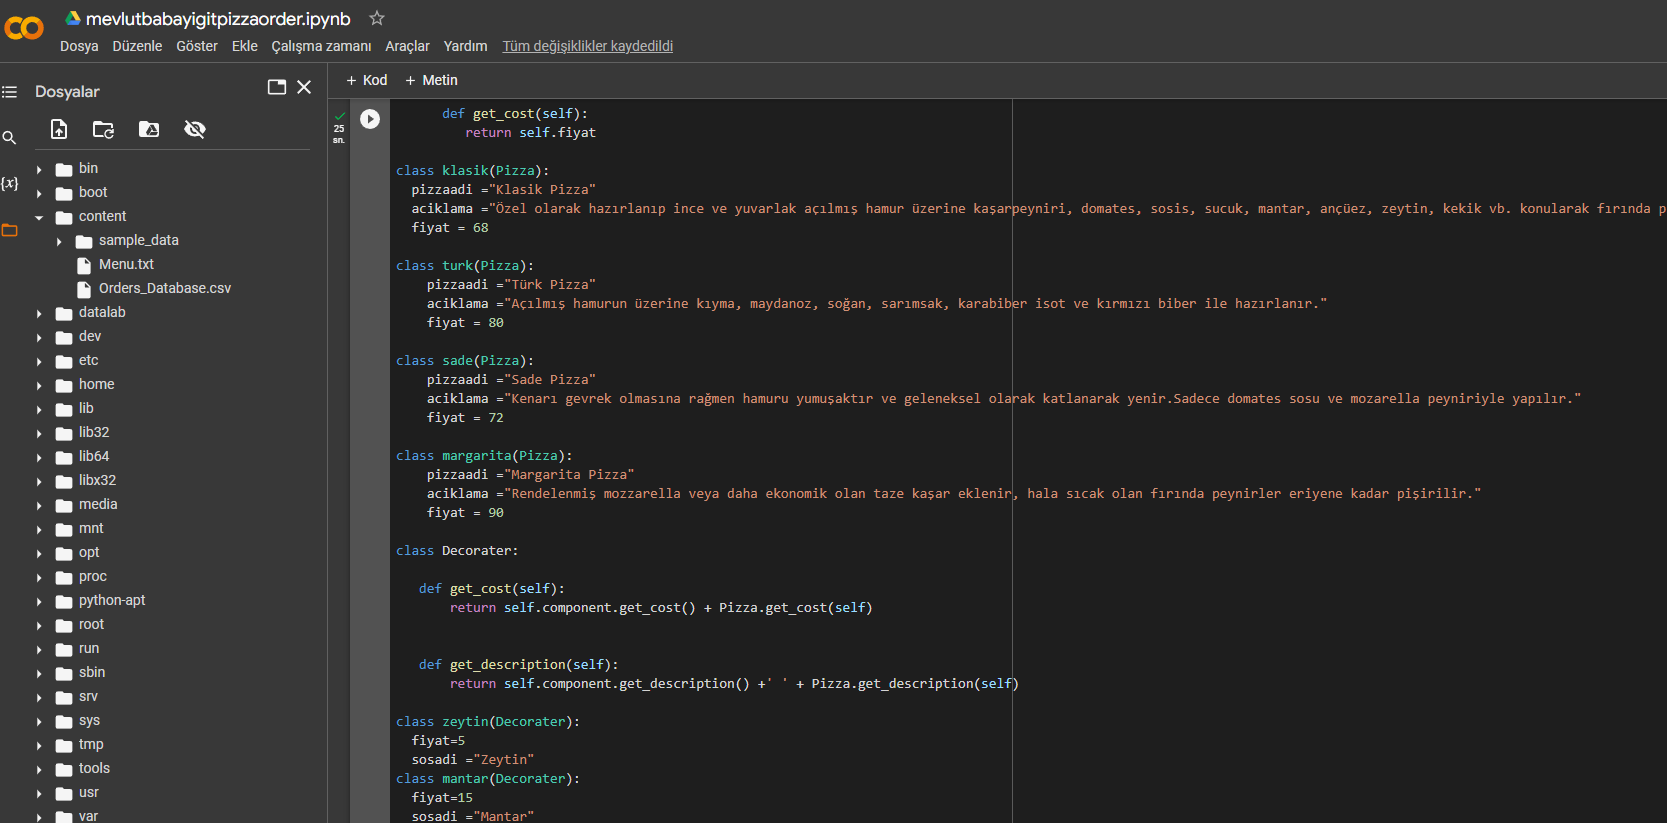 mevlutbabayigitpizzaorder.ipynb
Dosya Düzenle Göster Ekle Çalışma zamanı Araçlar Yardım Tüm değişiklikler kaydedildi
Dosyalar
bin
boot
content
sample_data
Menu.txt
Orders_Database.csv
datalab
dev
etc
home
lib
lib32
lib64
libx32
media
mnt
opt
proc
python-apt
root
run
sbin
srv
sys
tmp
tools
usr
var
{x}
+ Kod + Metin
25
sn.
def get_cost(self):
return self.fiyat
class klasik(Pizza):
pizzaadi ="Klasik Pizza"
aciklama ="Özel olarak hazırlanıp ince ve yuvarlak açılmış hamur üzerine kaşarpeyniri, domates, sosis, sucuk, mantar, ançüez, zeytin, kekik vb. konularak fırında p
fiyat = 68
class turk(Pizza):
pizzaadi ="Türk Pizza"
aciklama ="Açılmış hamurun üzerine kıyma, maydanoz, soğan, sarımsak, karabiber isot ve kırmızı biber ile hazırlanır."
fiyat = 80
class sade(Pizza):
pizzaadi ="Sade Pizza"
aciklama ="Kenarı gevrek olmasına rağmen hamuru yumuşaktır ve geleneksel olarak katlanarak yenir.Sadece domates sosu ve mozarella peyniriyle yapılır."
fiyat = 72
class margarita(Pizza):
pizzaadi ="Margarita Pizza"
aciklama ="Rendelenmiş mozzarella veya daha ekonomik olan taze kaşar eklenir, hala sıcak olan fırında peynirler eriyene kadar pişirilir."
fiyat = 90
class Decorater:
def get_cost(self):
return self.component.get_cost() + Pizza.get_cost(self)
def get_description(self):
return self.component.get_description() +' ' + Pizza.get_description(self)
class zeytin(Decorater):
fiyat=5
sosadi ="Zeytin"
class mantar(Decorater):
fiyat=15
sosadi ="Mantar"